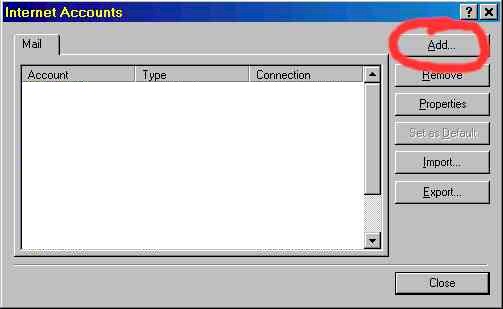 Internet Accounts
Mail
Add...
Account Type Connection
Remove
Properties
Set as Default
Import...
Export...
Close